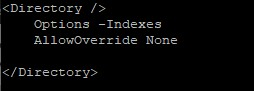 <Directory />
    Options -Indexes
    AllowOverride None
</Directory>